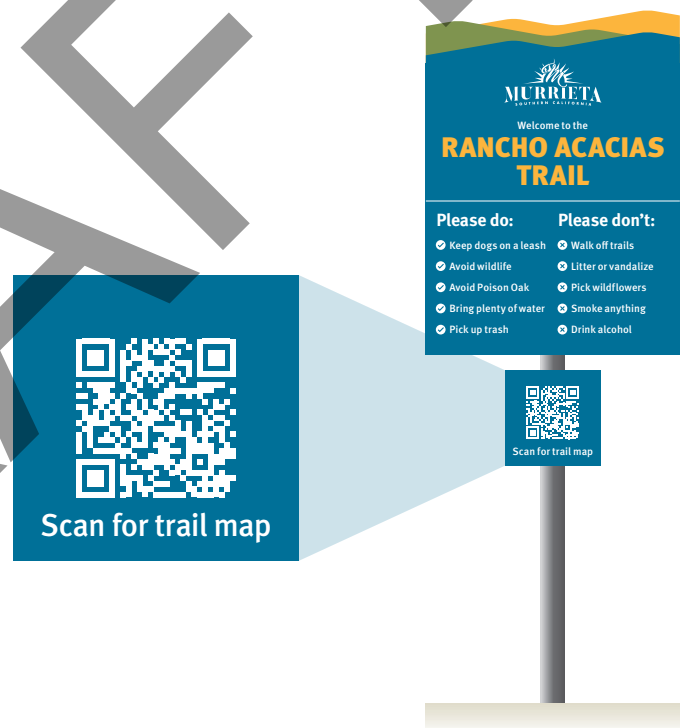 MURRIETA
SOUTHERN CALIFORNIA
Welcome to the
RANCHO ACACIAS
TRAIL
Please do:
Keep dogs on a leash
Avoid wildlife
Avoid Poison Oak
Bring plenty of water
Pick up trash
Please don't:
Walk off trails
Litter or vandalize
Pick wildflowers
Smoke anything
Drink alcohol
Scan for trail map
Scan for trail map